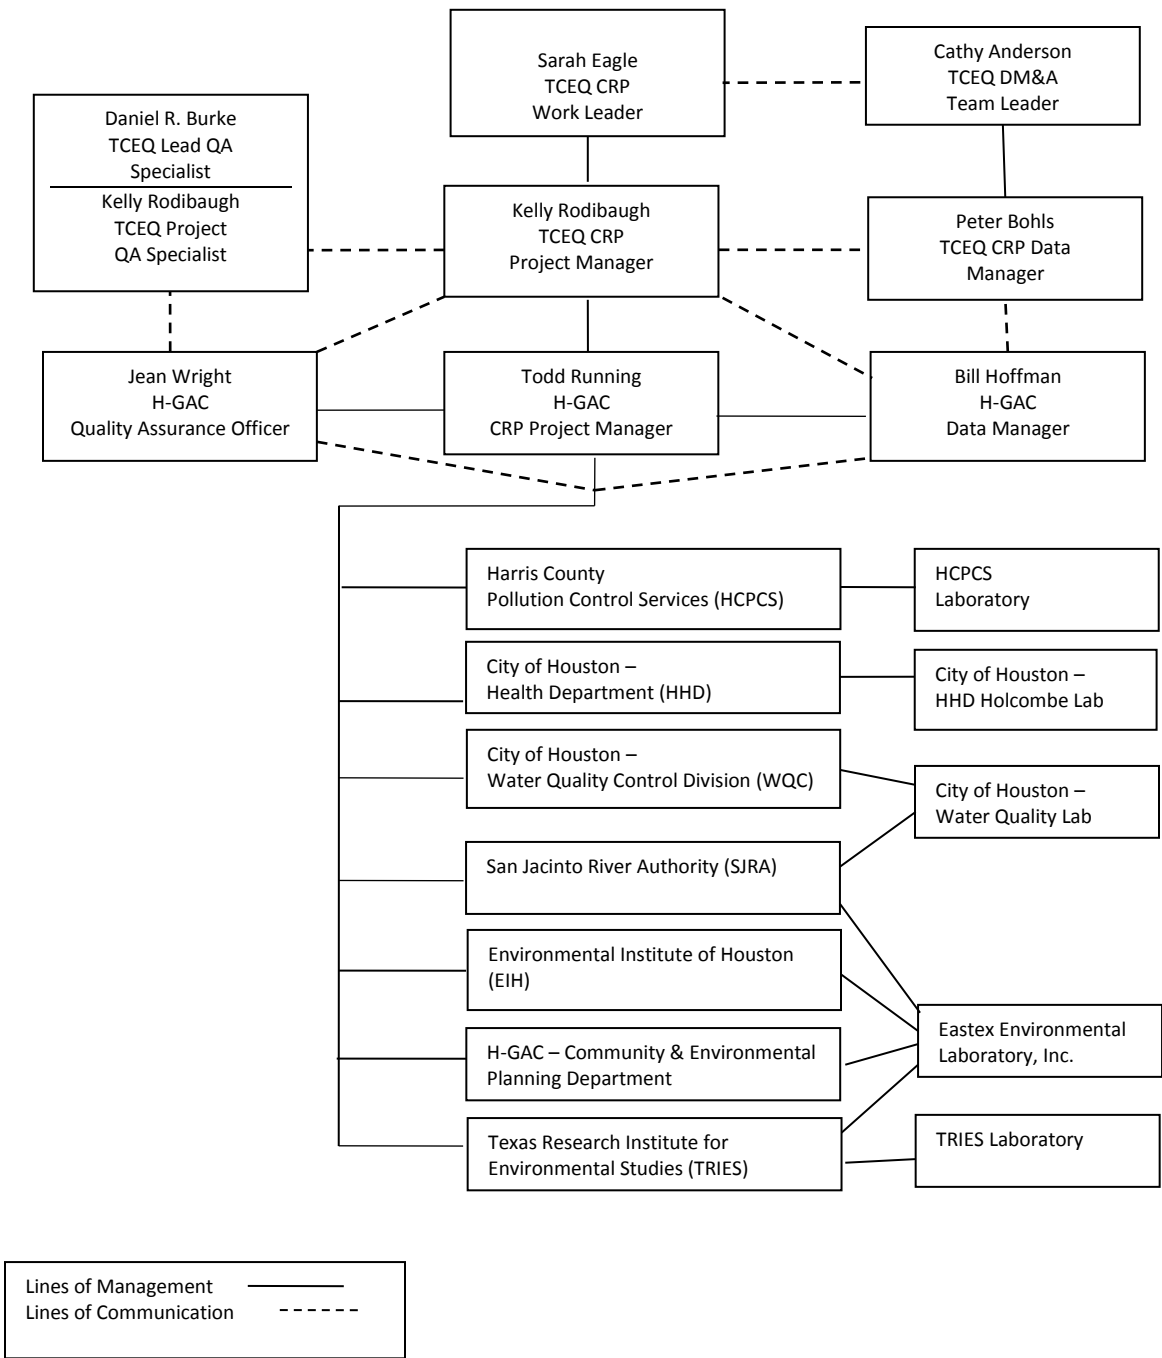 Sarah Eagle
TCEQ CRP
Work Leader
Cathy Anderson
TCEQ DM&A
Team Leader
Daniel R. Burke
TCEQ Lead QA
Specialist
Kelly Rodibaugh
TCEQ Project
QA Specialist
Kelly Rodibaugh
TCEQ CRP
Project Manager
Peter Bohls
TCEQ CRP Data
Manager
Jean Wright
H-GAC
Quality Assurance Officer
Todd Running
H-GAC
CRP Project Manager
Bill Hoffman
H-GAC
Data Manager
Harris County
Pollution Control Services (HCPCS)
HCPCS
Laboratory
City of Houston –
Health Department (HHD)
City of Houston –
HHD Holcombe Lab
City of Houston –
Water Quality Control Division (WQC)
City of Houston –
Water Quality Lab
San Jacinto River Authority (SJRA)
Environmental Institute of Houston
(EIH)
Eastex Environmental
Laboratory, Inc.
H-GAC – Community & Environmental
Planning Department
Texas Research Institute for
Environmental Studies (TRIES)
TRIES Laboratory
Lines of Management
Lines of Communication